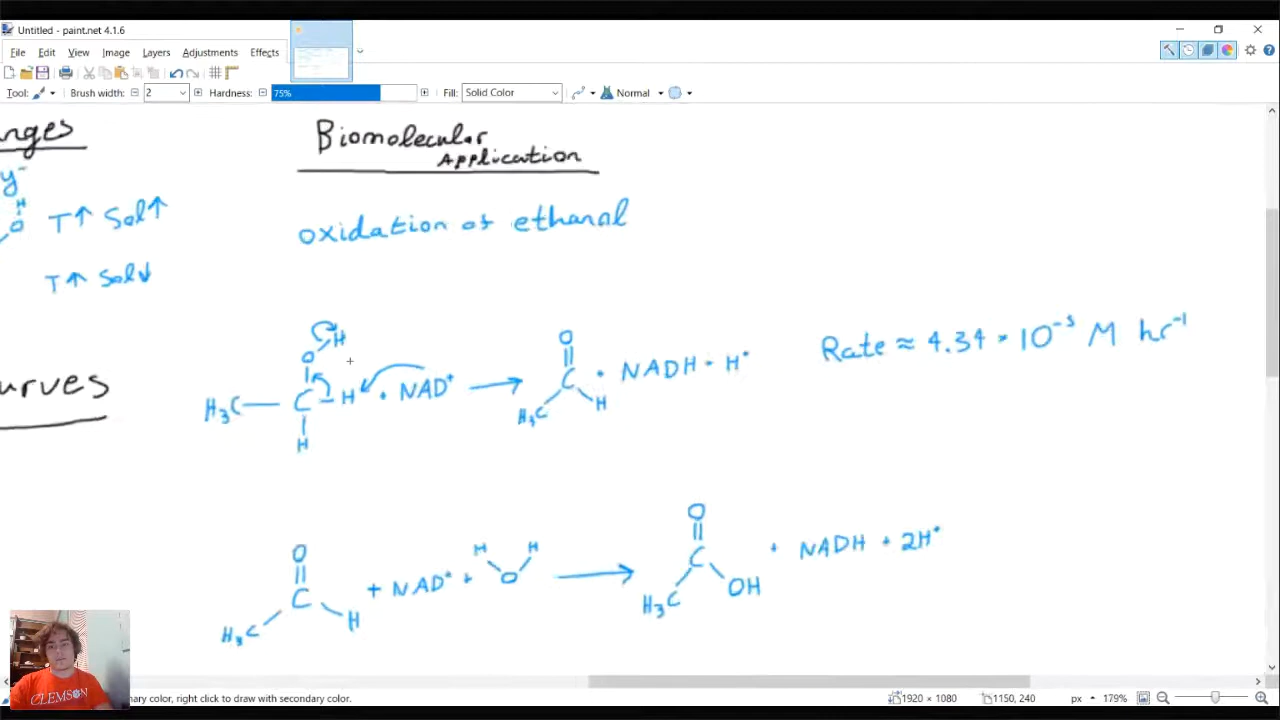 Untitled - paint.net 4.1.6
File Edit View Image Layers Adjustments Effects
Tool: Brush width: 2 Hardness: 75% Fill: Solid Color Normal
nges
y⁻
H
O
T↑ Sol↑
T↑ Sol↓
urves
Biomolecular
Application
oxidation of ethanol
H
O
H₃C C H + NAD⁺ → C + NADH + H⁺
H
O
H₃C H
Rate ≈ 4.34 * 10⁻⁵ M hr⁻¹
O
C
H₃C H
+ NAD⁺ + H O H →
O
C
H₃C OH
+ NADH + 2H⁺
CLEMSON
mary color, right click to draw with secondary color.
1920 × 1080 1150, 240 px 179%